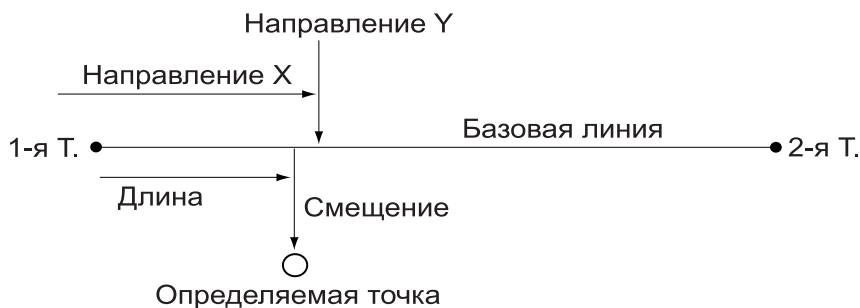 Направление Y
Направление X
Базовая линия
1-я Т.
2-я Т.
Длина
Смещение
Определяемая точка